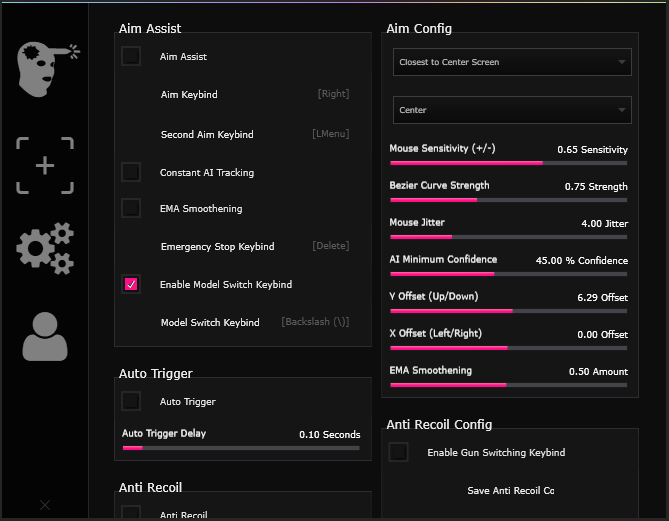 Aim Assist
Aim Assist
Aim Keybind [Right]
Second Aim Keybind [LMenu]
Constant AI Tracking
EMA Smoothening
Emergency Stop Keybind [Delete]
Enable Model Switch Keybind
Model Switch Keybind [Backslash (\)]
Auto Trigger
Auto Trigger
Auto Trigger Delay 0.10 Seconds
Anti Recoil
Anti Recoil
Aim Config
Closest to Center Screen
Center
Mouse Sensitivity (+/-) 0.65 Sensitivity
Bezier Curve Strength 0.75 Strength
Mouse Jitter 4.00 Jitter
AI Minimum Confidence 45.00 % Confidence
Y Offset (Up/Down) 6.29 Offset
X Offset (Left/Right) 0.00 Offset
EMA Smoothening 0.50 Amount
Anti Recoil Config
Enable Gun Switching Keybind
Save Anti Recoil Cc